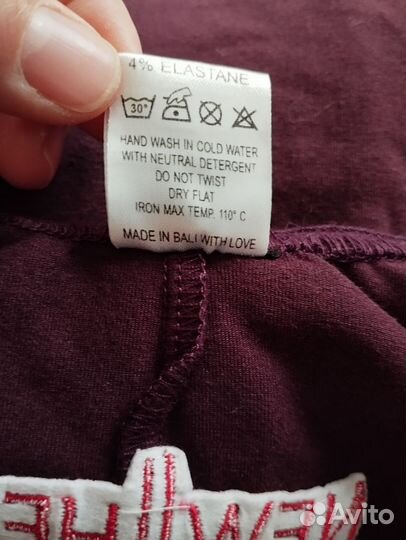 4% ELASTANE
30°
HAND WASH IN COLD WATER
WITH NEUTRAL DETERGENT
DO NOT TWIST
DRY FLAT
IRON MAX TEMP. 110° C
MADE IN BALI WITH LOVE
Avito